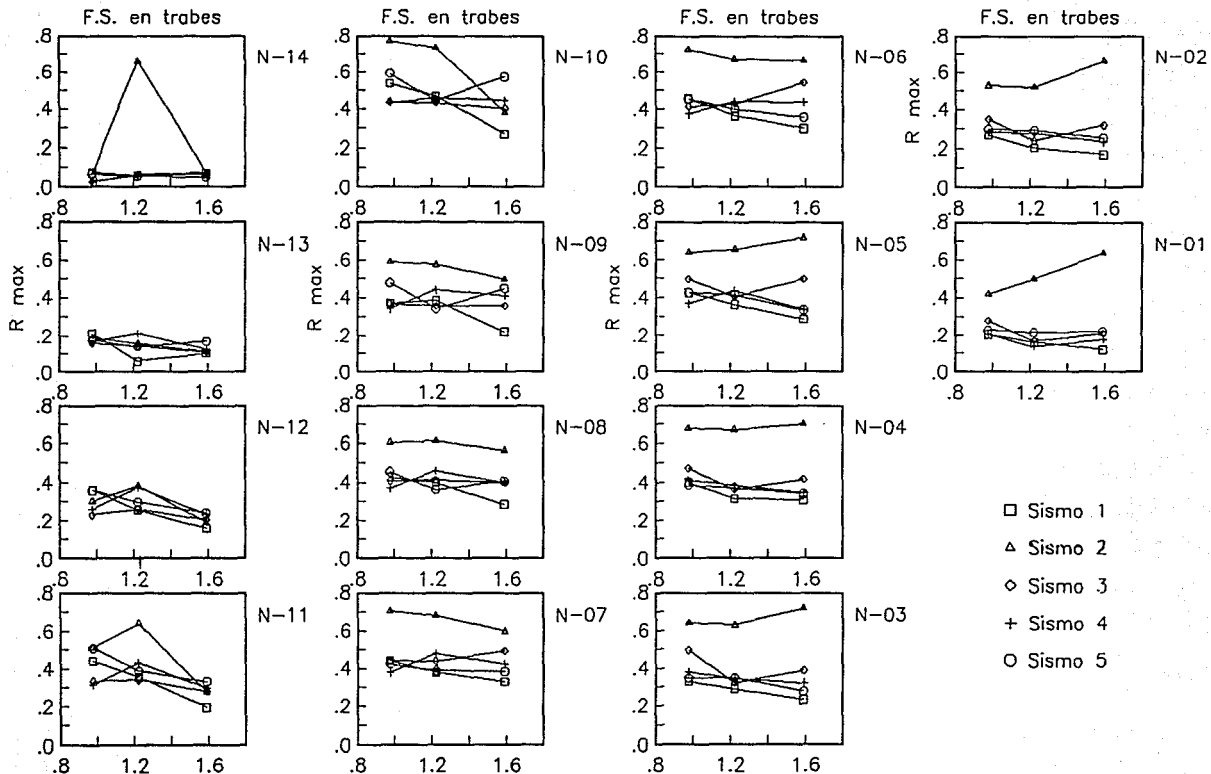 F.S. en trabes F.S. en trabes F.S. en trabes F.S. en trabes
.8 .8 .8 .8
N-14 N-10 N-06 N-02
.6 .6 .6 .6
.4 .4 .4 .4
R max
.2 .2 .2 .2
.0 .0 .0 .0
.8 1.2 1.6 .8 1.2 1.6 .8 1.2 1.6 .8 1.2 1.6
.8 .8 .8 .8
N-13 N-09 N-05 N-01
.6 .6 .6 .6
R max R max R max R max
.4 .4 .4 .4
.2 .2 .2 .2
.0 .0 .0 .0
.8 1.2 1.6 .8 1.2 1.6 .8 1.2 1.6 .8 1.2 1.6
.8 .8 .8
N-12 N-08 N-04
.6 .6 .6
.4 .4 .4
.2 .2 .2
.0 .0 .0
.8 1.2 1.6 .8 1.2 1.6 .8 1.2 1.6
.8 .8 .8
N-11 N-07 N-03
.6 .6 .6
.4 .4 .4
.2 .2 .2
.0 .0 .0
.8 1.2 1.6 .8 1.2 1.6 .8 1.2 1.6
Sismo 1
Sismo 2
Sismo 3
Sismo 4
Sismo 5